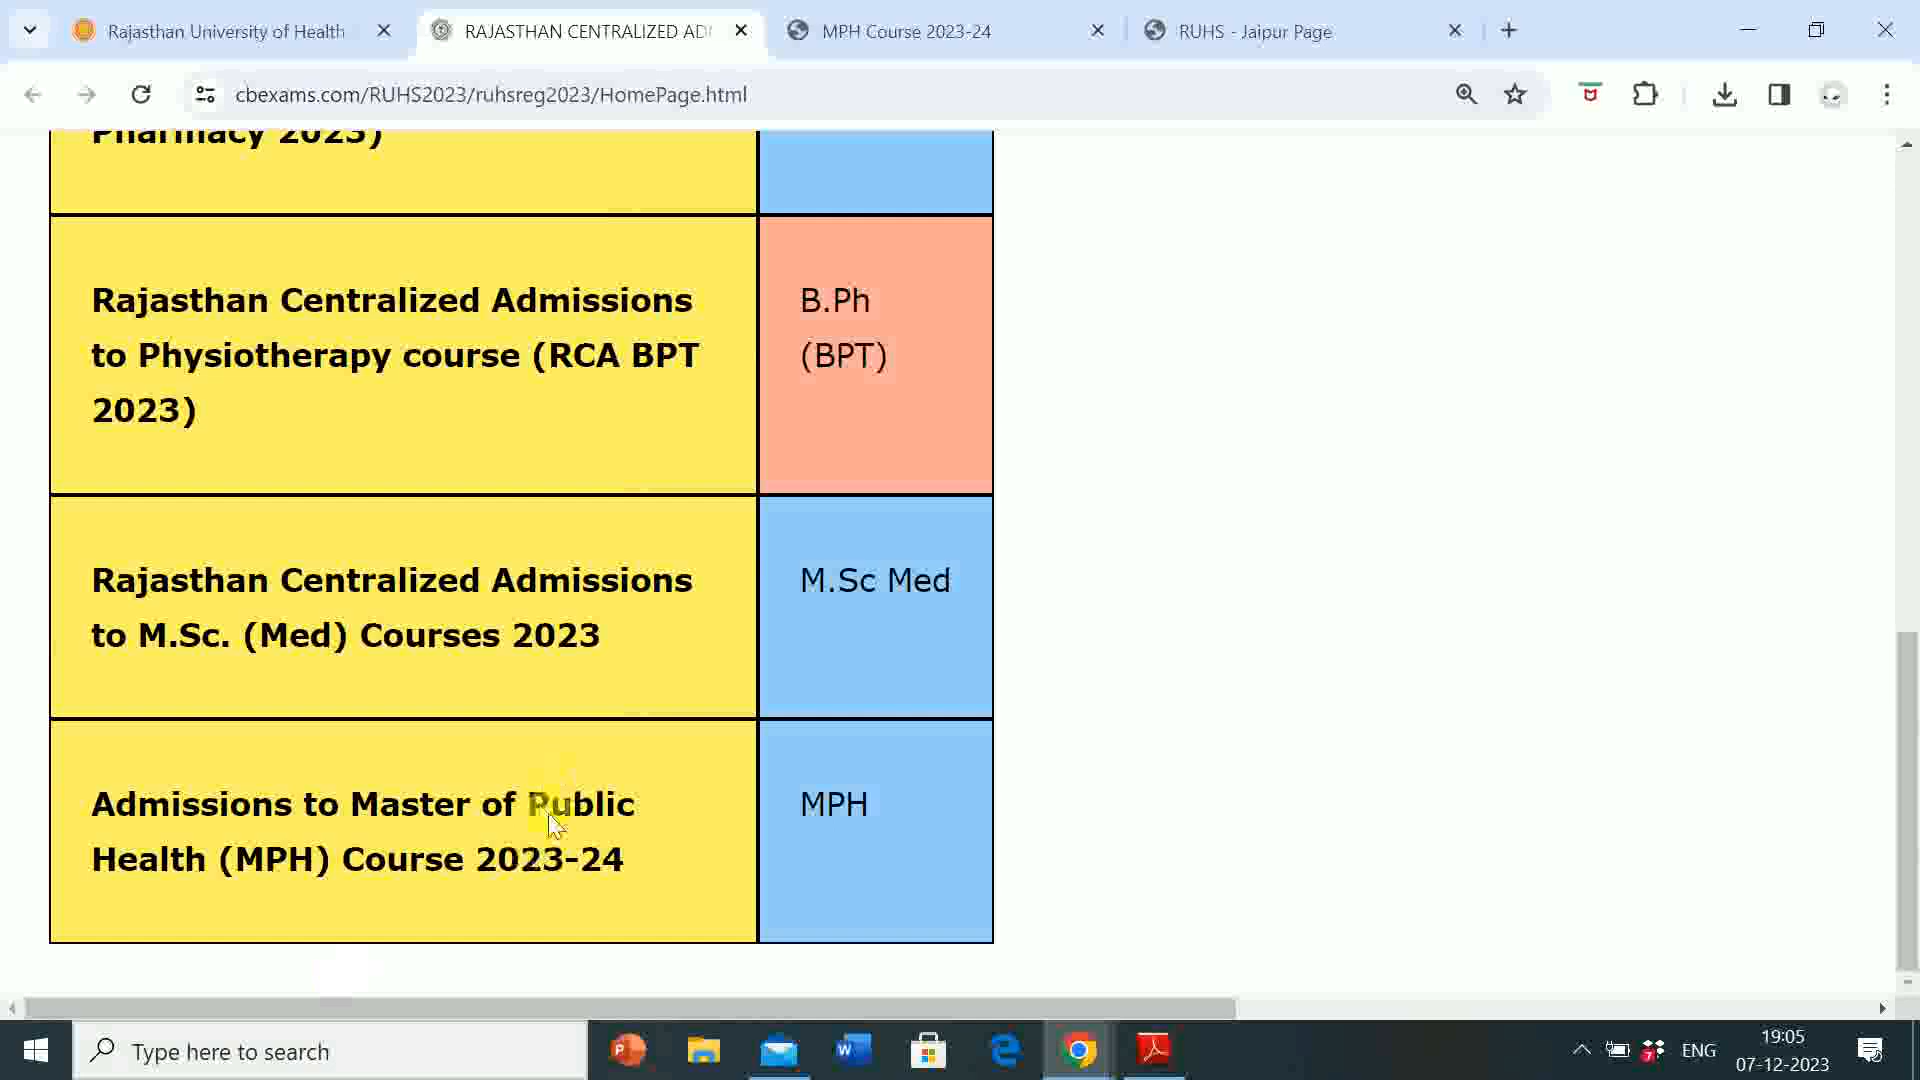 Rajasthan University of Health
RAJASTHAN CENTRALIZED AD
MPH Course 2023-24
RUHS - Jaipur Page
cbexams.com/RUHS2023/ruhsreg2023/HomePage.html
Pharmacy 2023)
Rajasthan Centralized Admissions
to Physiotherapy course (RCA BPT
2023)
B.Ph
(BPT)
Rajasthan Centralized Admissions
to M.Sc. (Med) Courses 2023
M.Sc Med
Admissions to Master of Public
Health (MPH) Course 2023-24
MPH
Type here to search
7
ENG
19:05
07-12-2023